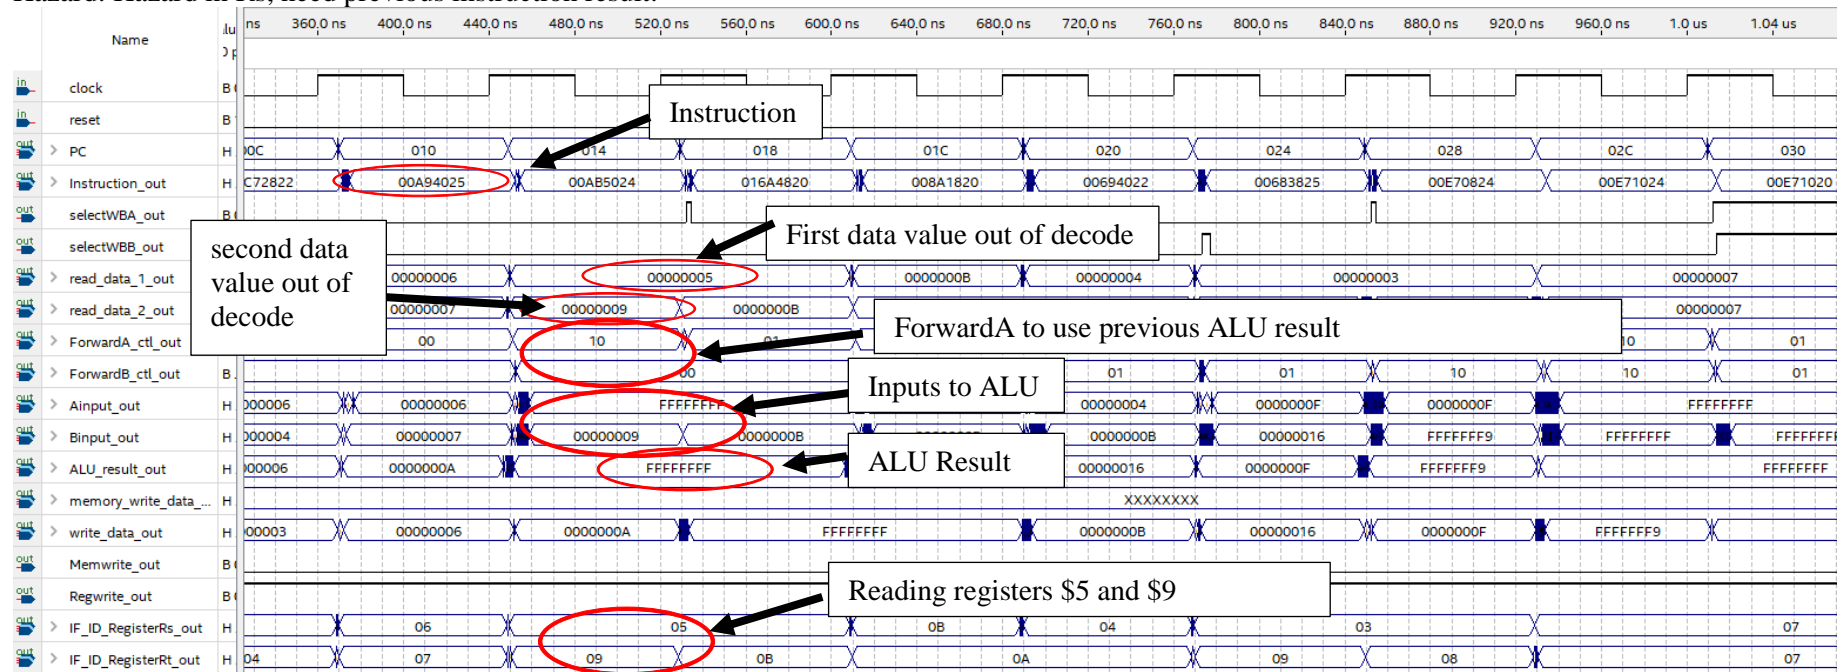 Hazard: Hazard in Rs, need previous instruction result.
Name
ns 360.0 ns 400.0 ns 440.0 ns 480.0 ns 520.0 ns 560.0 ns 600.0 ns 640.0 ns 680.0 ns 720.0 ns 760.0 ns 800.0 ns 840.0 ns 880.0 ns 920.0 ns 960.0 ns 1.0 us 1.04 us
clock B
Instruction
reset B
PC H 00C 010 014 018 01C 020 024 028 02C 030
Instruction_out H C72822 00A94025 00AB5024 016A4820 008A1820 00694022 00683825 00E70824 00E71024 00E71020
selectWBA_out B
First data value out of decode
selectWBB_out
second data
value out of
decode
read_data_1_out 00000006 00000005 0000000B 00000004 00000003 00000007
read_data_2_out 00000007 00000009 0000000B 00000007
ForwardA to use previous ALU result
ForwardA_ctl_out 00 10 01 10 01
ForwardB_ctl_out B 00 01 01 10 10 01
Inputs to ALU
Ainput_out H 000006 00000006 FFFFFFFF 00000004 0000000F 0000000F FFFFFFFF
Binput_out H 000004 00000007 00000009 0000000B 0000000B 00000016 FFFFFFF9 FFFFFFFF FFFFFFF
ALU Result
ALU_result_out H 000006 0000000A FFFFFFFF 00000016 0000000F FFFFFFF9 FFFFFFFF
memory_write_data_... H XXXXXXXX
write_data_out H 00003 00000006 0000000A FFFFFFFF 0000000B 00000016 0000000F FFFFFFF9
Memwrite_out B
Reading registers $5 and $9
Regwrite_out B
IF_ID_RegisterRs_out H 06 05 0B 04 03 07
IF_ID_RegisterRt_out H 04 07 09 0B 0A 09 08 07